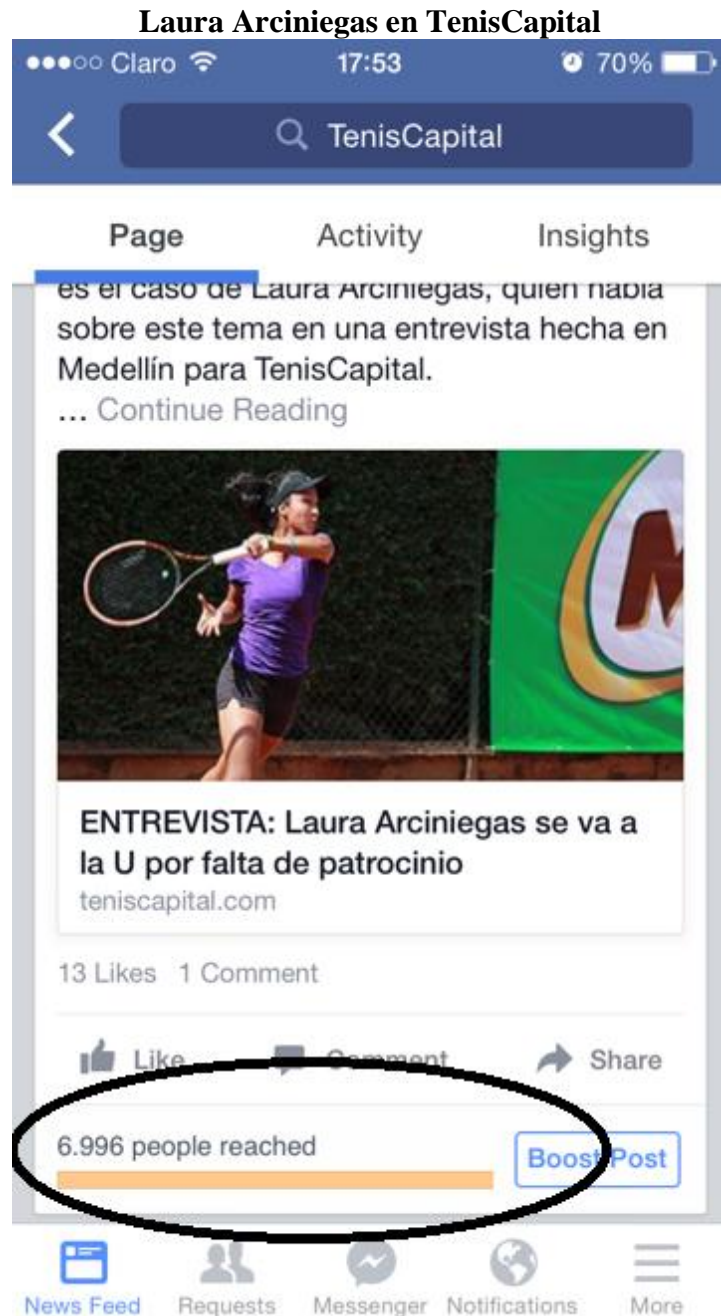 Laura Arciniegas en TenisCapital
Claro 17:53 70%
TenisCapital
Page Activity Insights
es el caso de Laura Arciniegas, quien habla
sobre este tema en una entrevista hecha en
Medellín para TenisCapital.
... Continue Reading
M
ENTREVISTA: Laura Arciniegas se va a
la U por falta de patrocinio
teniscapital.com
13 Likes 1 Comment
Like Comment Share
6.996 people reached
Boost Post
News Feed Requests Messenger Notifications More